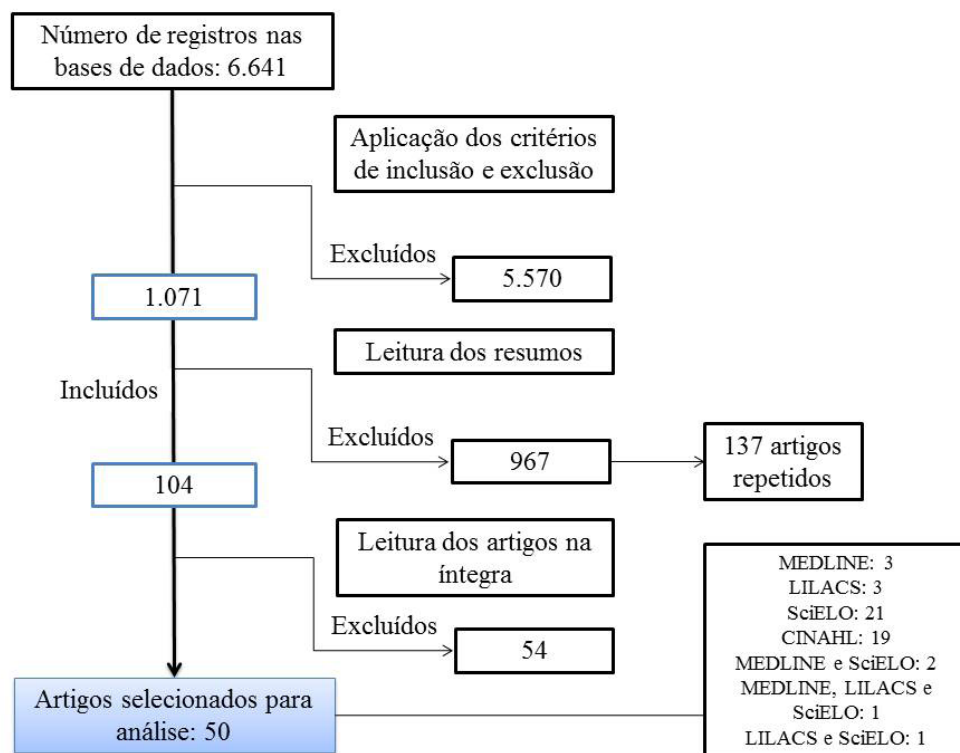 Número de registros nas
bases de dados: 6.641
Aplicação dos critérios
de inclusão e exclusão
Excluídos
5.570
1.071
Leitura dos resumos
Incluídos
Excluídos
967
137 artigos
repetidos
104
Leitura dos artigos na
íntegra
Excluídos
54
Artigos selecionados para
análise: 50
MEDLINE: 3
LILACS: 3
SciELO: 21
CINAHL: 19
MEDLINE e SciELO: 2
MEDLINE, LILACS e
SciELO: 1
LILACS e SciELO: 1